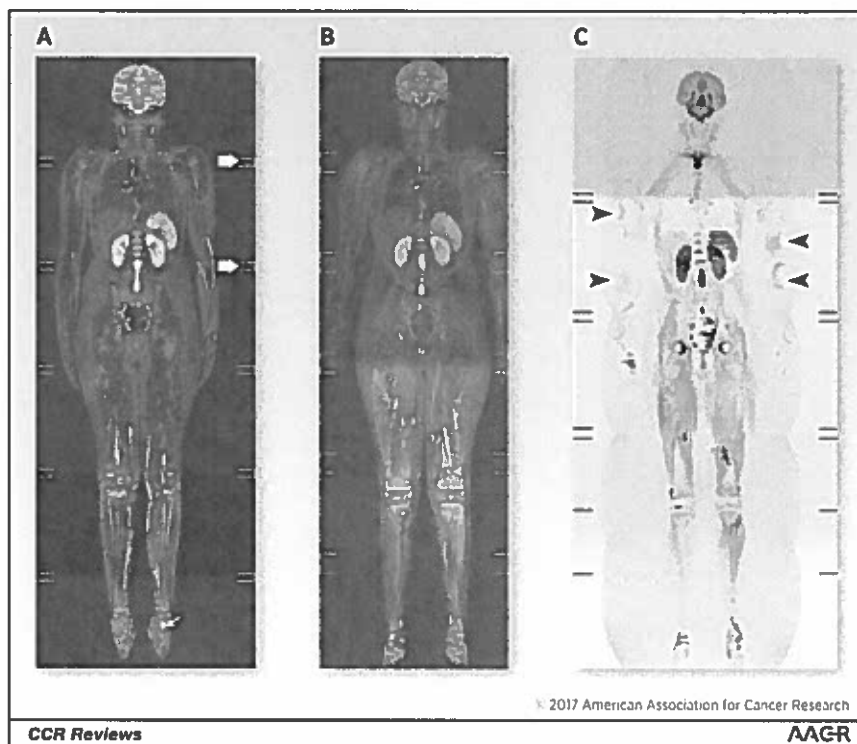 A
B
C
© 2017 American Association for Cancer Research
CCR Reviews
AACR